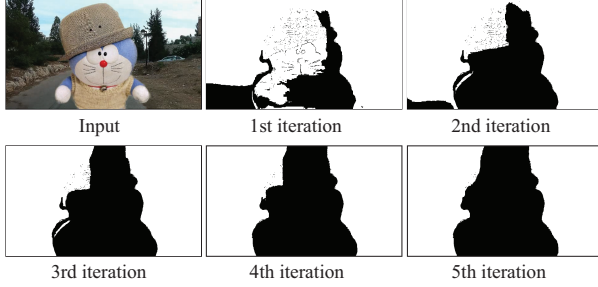 Input
1st iteration
2nd iteration
3rd iteration
4th iteration
5th iteration